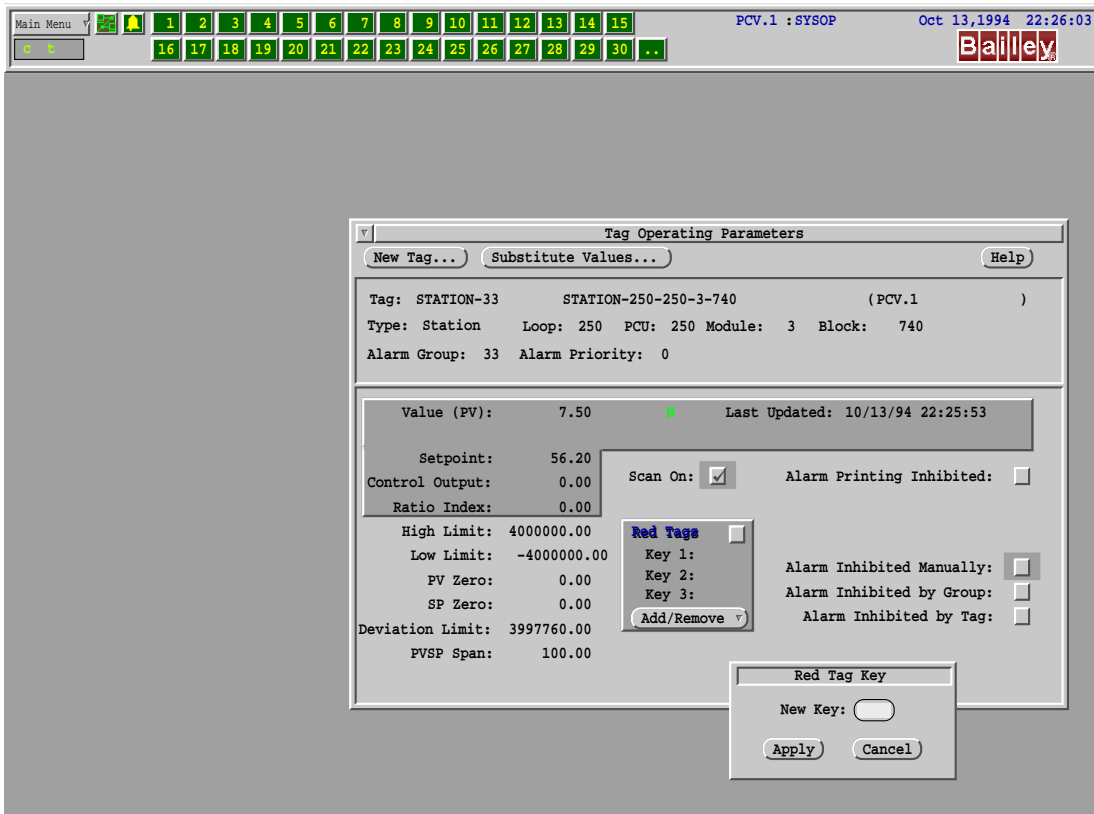 Main Menu 1 2 3 4 5 6 7 8 9 10 11 12 13 14 15 PCV.1 :SYSOP Oct 13,1994 22:26:03
c t 16 17 18 19 20 21 22 23 24 25 26 27 28 29 30 .. Bailey®
Tag Operating Parameters
New Tag... Substitute Values... Help
Tag: STATION-33 STATION-250-250-3-740 (PCV.1 )
Type: Station Loop: 250 PCU: 250 Module: 3 Block: 740
Alarm Group: 33 Alarm Priority: 0
Value (PV): 7.50 M Last Updated: 10/13/94 22:25:53
Setpoint: 56.20
Scan On: Alarm Printing Inhibited:
Control Output: 0.00
Ratio Index: 0.00
High Limit: 4000000.00 Red Tags
Low Limit: -4000000.00 Key 1:
Alarm Inhibited Manually:
PV Zero: 0.00 Key 2:
Key 3: Alarm Inhibited by Group:
SP Zero: 0.00
Add/Remove Alarm Inhibited by Tag:
Deviation Limit: 3997760.00
PVSP Span: 100.00
Red Tag Key
New Key:
Apply Cancel